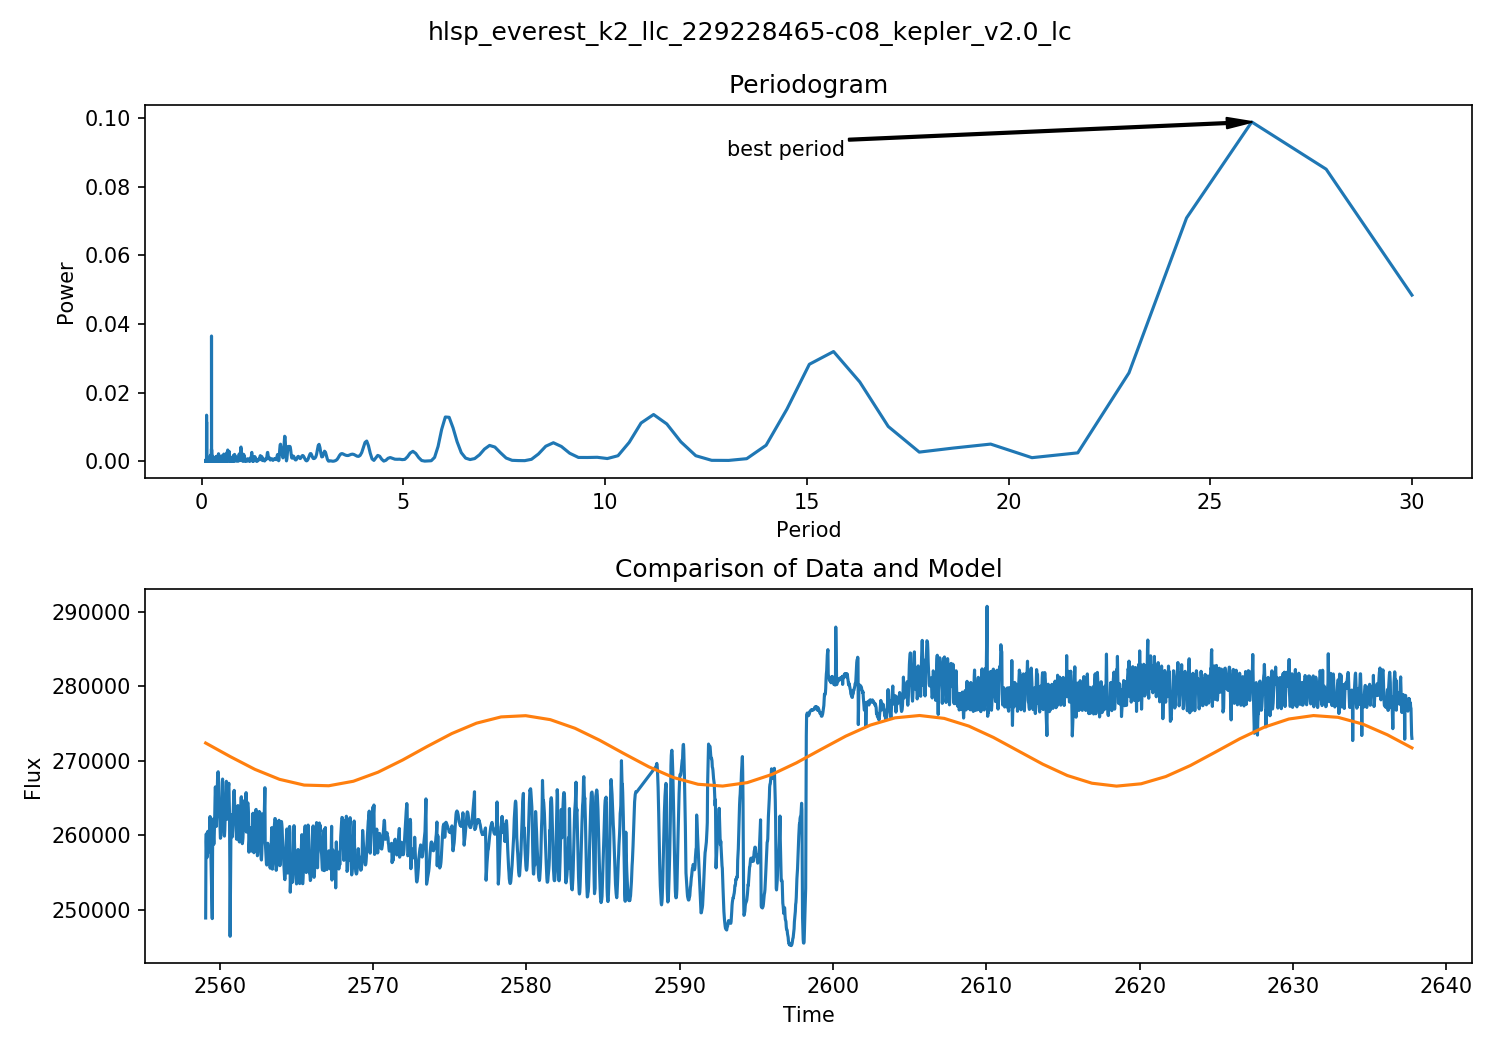 hlsp_everest_k2_llc_229228465-c08_kepler_v2.0_lc
Periodogram
best period
0.10
0.08
0.06
0.04
0.02
0.00
Power
0 5 10 15 20 25 30
Period
Comparison of Data and Model
290000
280000
270000
260000
250000
Flux
2560 2570 2580 2590 2600 2610 2620 2630 2640
Time